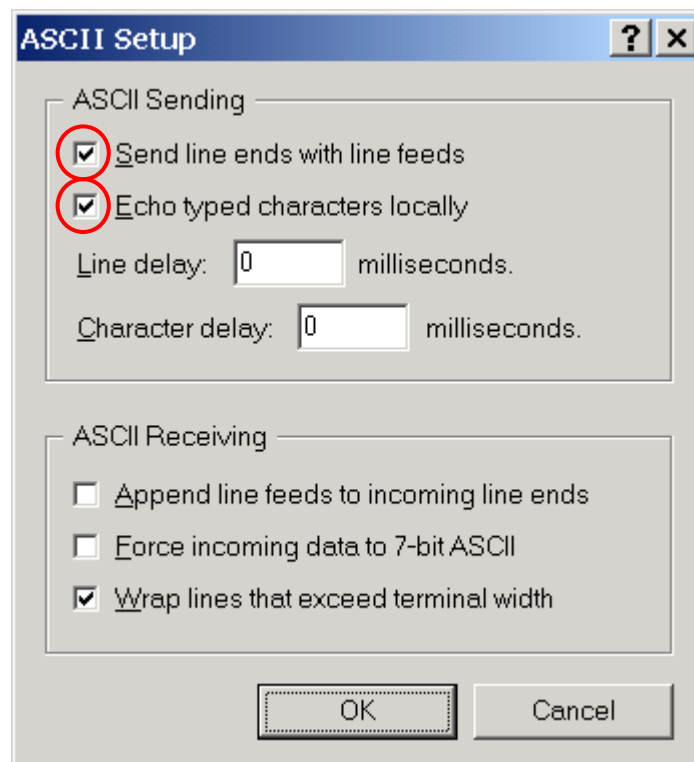 ASCII Setup
ASCII Sending
Send line ends with line feeds
Echo typed characters locally
Line delay: 0 milliseconds.
Character delay: 0 milliseconds.
ASCII Receiving
Append line feeds to incoming line ends
Force incoming data to 7-bit ASCII
Wrap lines that exceed terminal width
OK Cancel